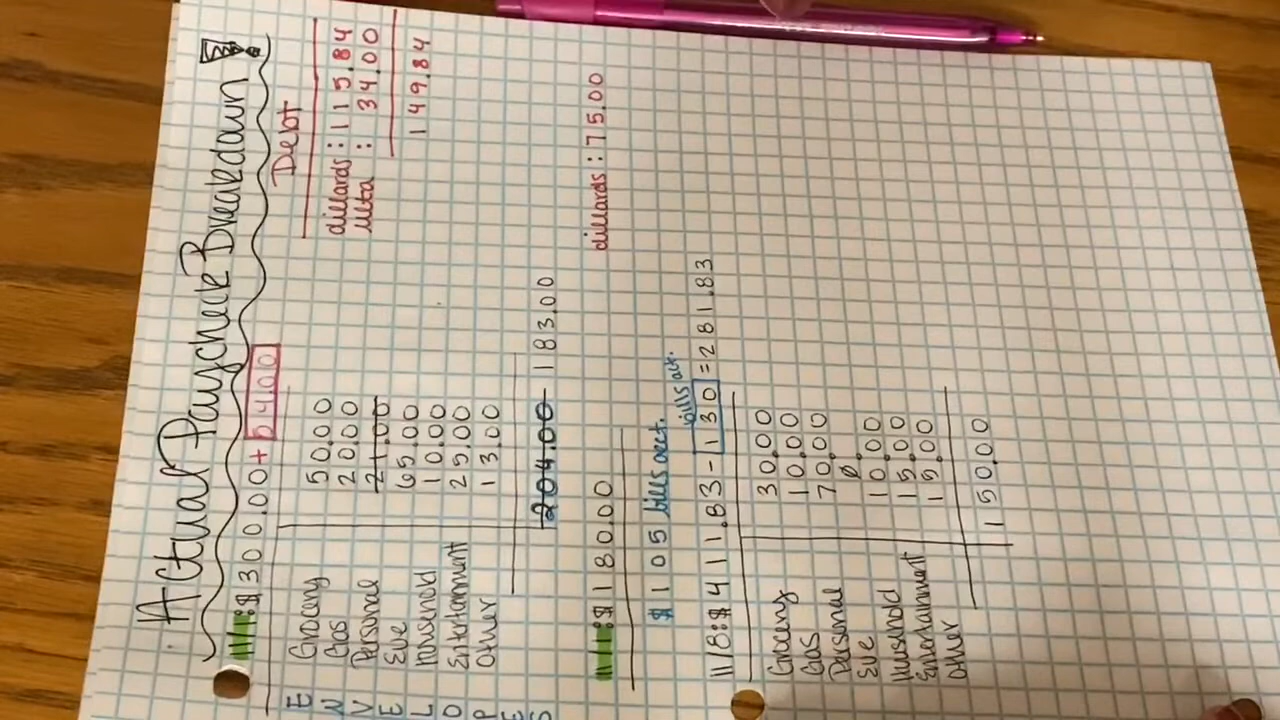 Actual Paycheck Breakdown
11/1:$300.00+ 54.00
Debt
ENVELOPES
Grocery 50.00
Gas 20.00
Personal 21.00
Eve 65.00
household 10.00
Entertainment 25.00
Other 13.00
204.00 183.00
dillards: 115.84
Ulta: 34.00
149.84
11/1:$180.00
dillards: 75.00
$105 bills acct.
bills act.
11/8:$411.83-130=281.83
Grocery 30.00
Gas 10.00
Personal 70.00
Eve 0
Household 10.00
Entertainment 15.00
Other 15.00
150.00